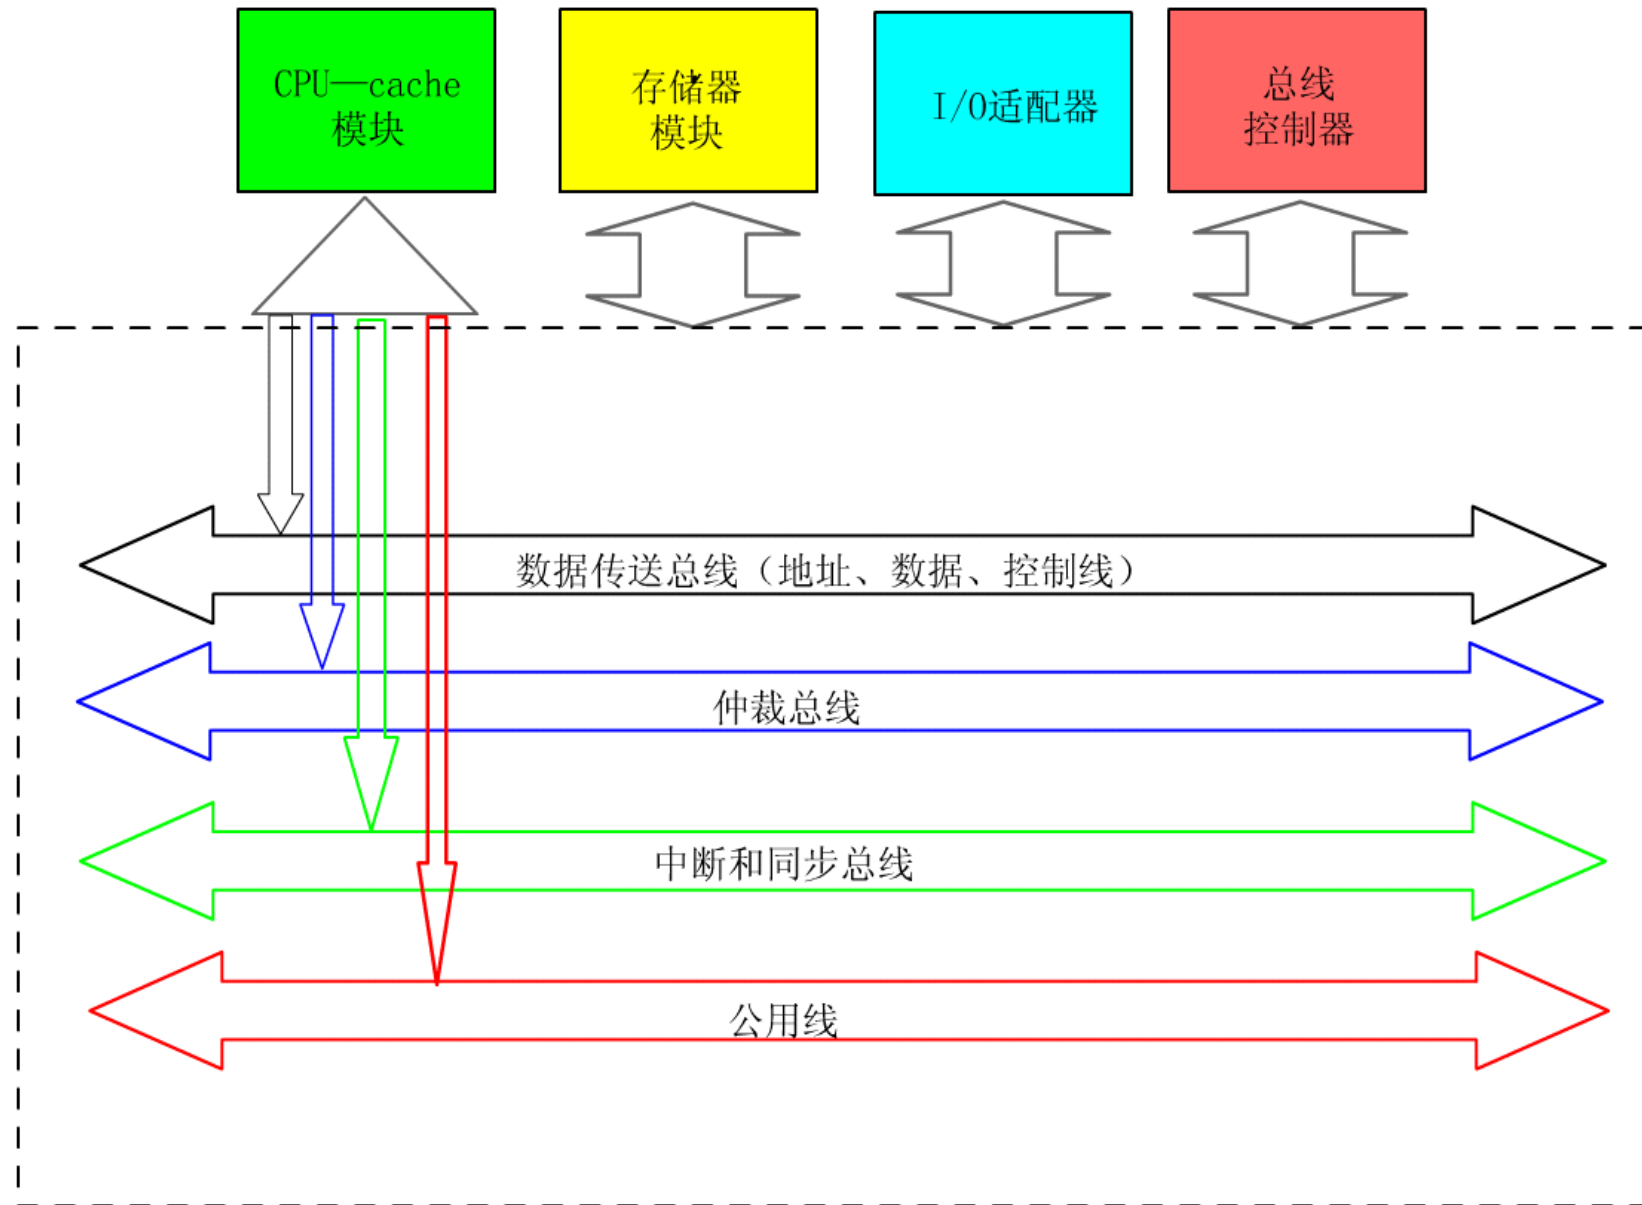 CPU—cache
模块
存储器
模块
I/O适配器
总线
控制器
数据传送总线（地址、数据、控制线）
仲裁总线
中断和同步总线
公用线